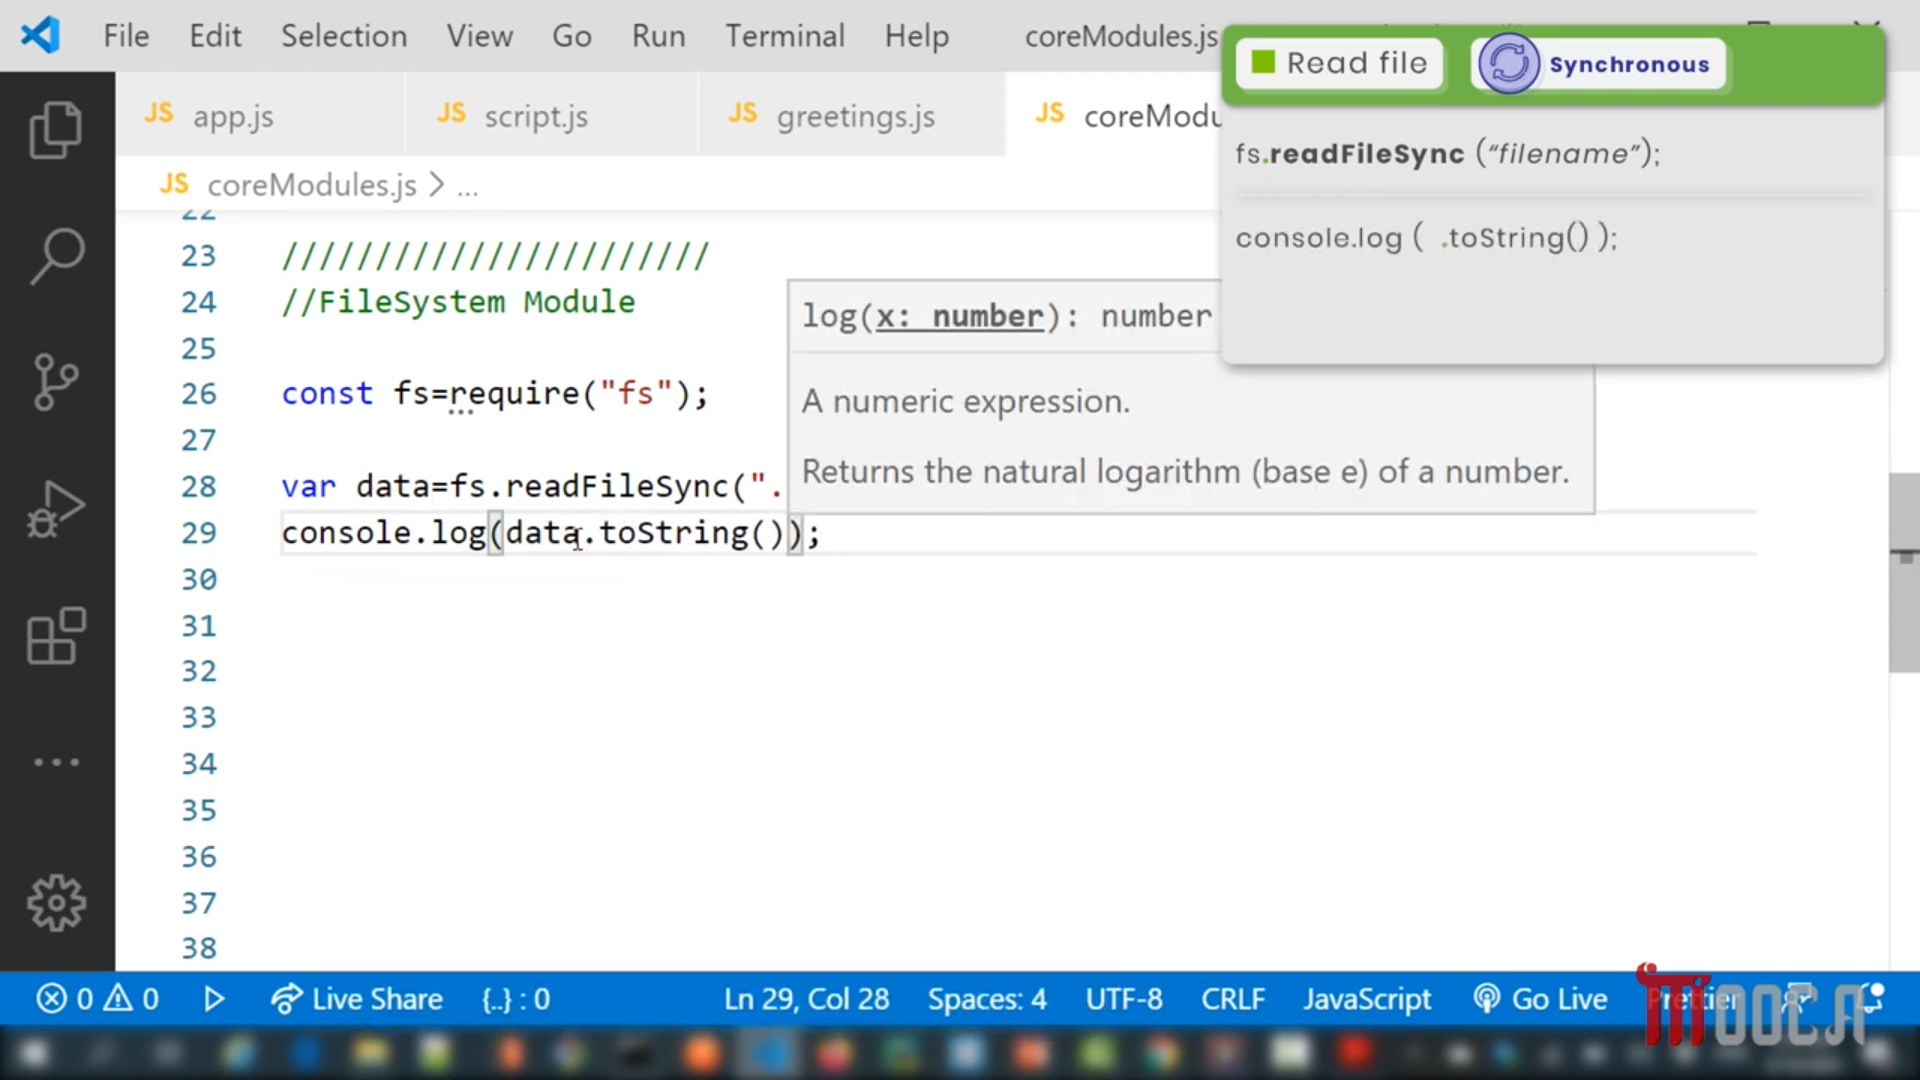 File Edit Selection View Go Run Terminal Help coreModules.js
Read file Synchronous
JS app.js JS script.js JS greetings.js JS coreModu
fs.readFileSync (“filename”);
JS coreModules.js > ...
console.log ( .toString() );
22
23 ///////////////////////
24 //FileSystem Module
log(x: number): number
25
26 const fs=require("fs");
A numeric expression.
27
Returns the natural logarithm (base e) of a number.
28 var data=fs.readFileSync(".
29 console.log(data.toString());
30
31
32
33
34
35
36
37
38
0 0 Live Share {..} : 0 Ln 29, Col 28 Spaces: 4 UTF-8 CRLF JavaScript Go Live Prettier
MOOCA